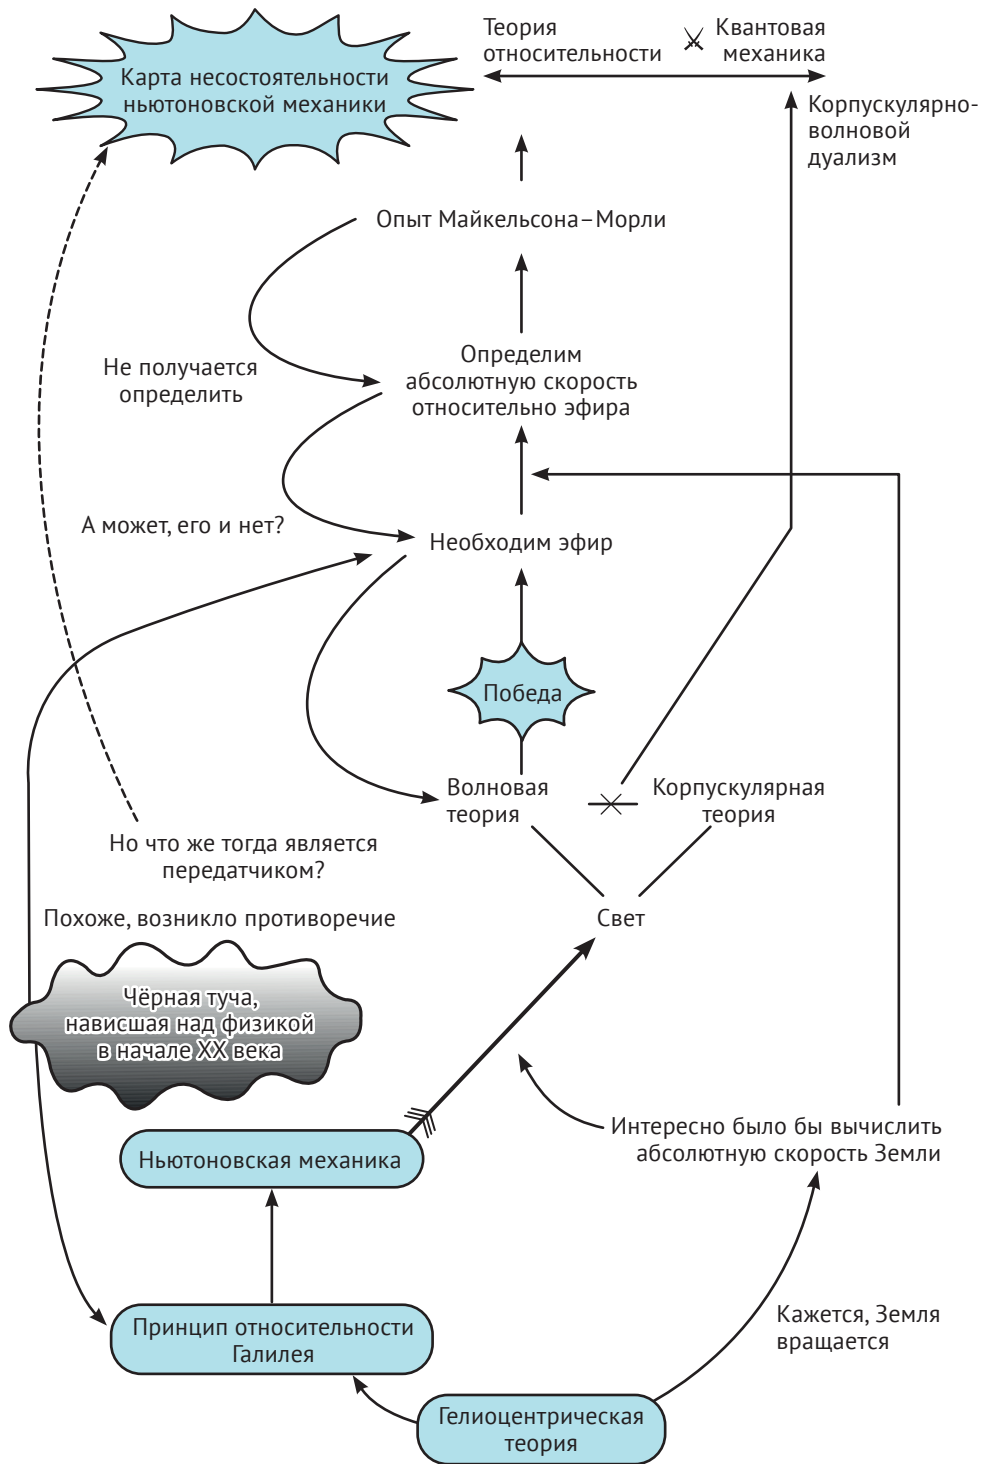 Карта несостоятельности
ньютоновской механики
Теория
относительности
Квантовая
механика
Корпускулярно-
волновой
дуализм
Опыт Майкельсона–Морли
Не получается
определить
Определим
абсолютную скорость
относительно эфира
А может, его и нет?
Необходим эфир
Победа
Волновая
теория
Корпускулярная
теория
Но что же тогда является
передатчиком?
Похоже, возникло противоречие
Свет
Чёрная туча,
нависшая над физикой
в начале XX века
Интересно было бы вычислить
абсолютную скорость Земли
Ньютоновская механика
Принцип относительности
Галилея
Кажется, Земля
вращается
Гелиоцентрическая
теория